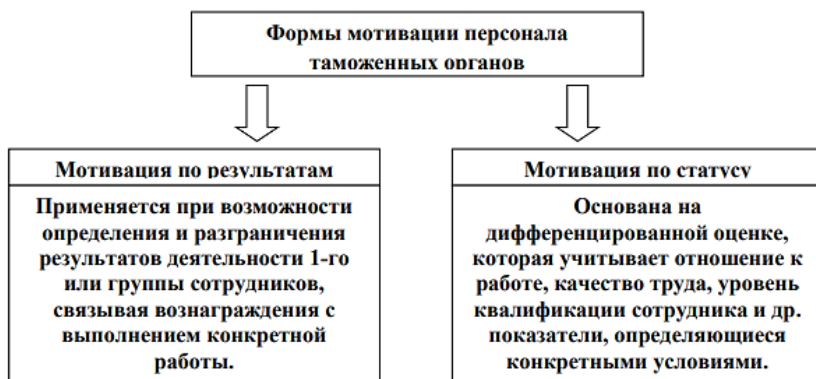 Формы мотивации персонала
таможенных органов
Мотивация по результатам
Применяется при возможности
определения и разграничения
результатов деятельности 1-го
или группы сотрудников,
связывая вознаграждения с
выполнением конкретной
работы.
Мотивация по статусу
Основана на
дифференцированной оценке,
которая учитывает отношение к
работе, качество труда, уровень
квалификации сотрудника и др.
показатели, определяющиеся
конкретными условиями.